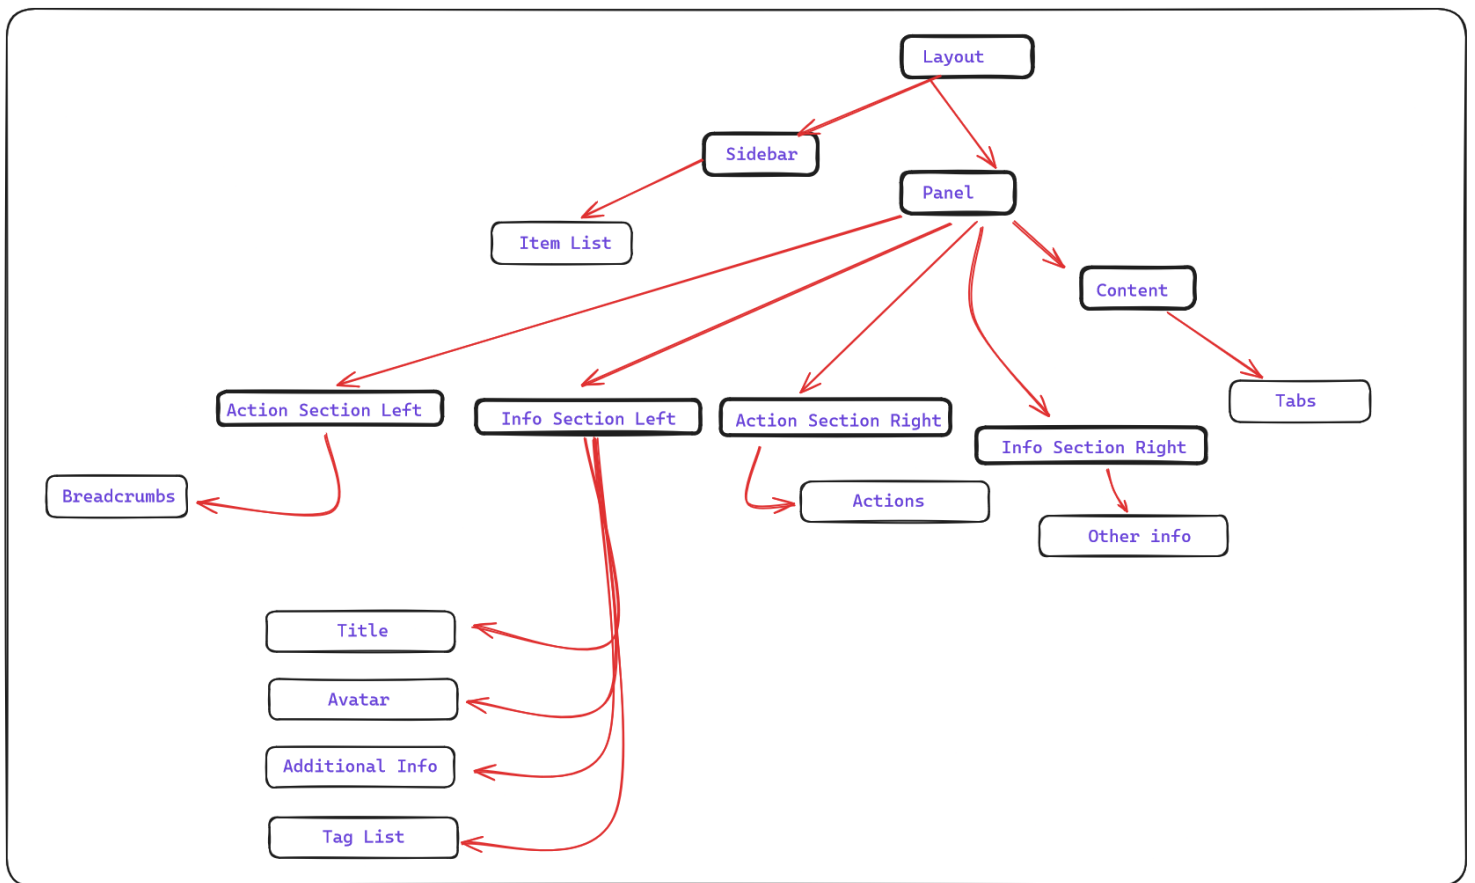 Layout
Sidebar
Panel
Item List
Content
Tabs
Action Section Left
Info Section Left
Action Section Right
Info Section Right
Breadcrumbs
Actions
Other info
Title
Avatar
Additional Info
Tag List